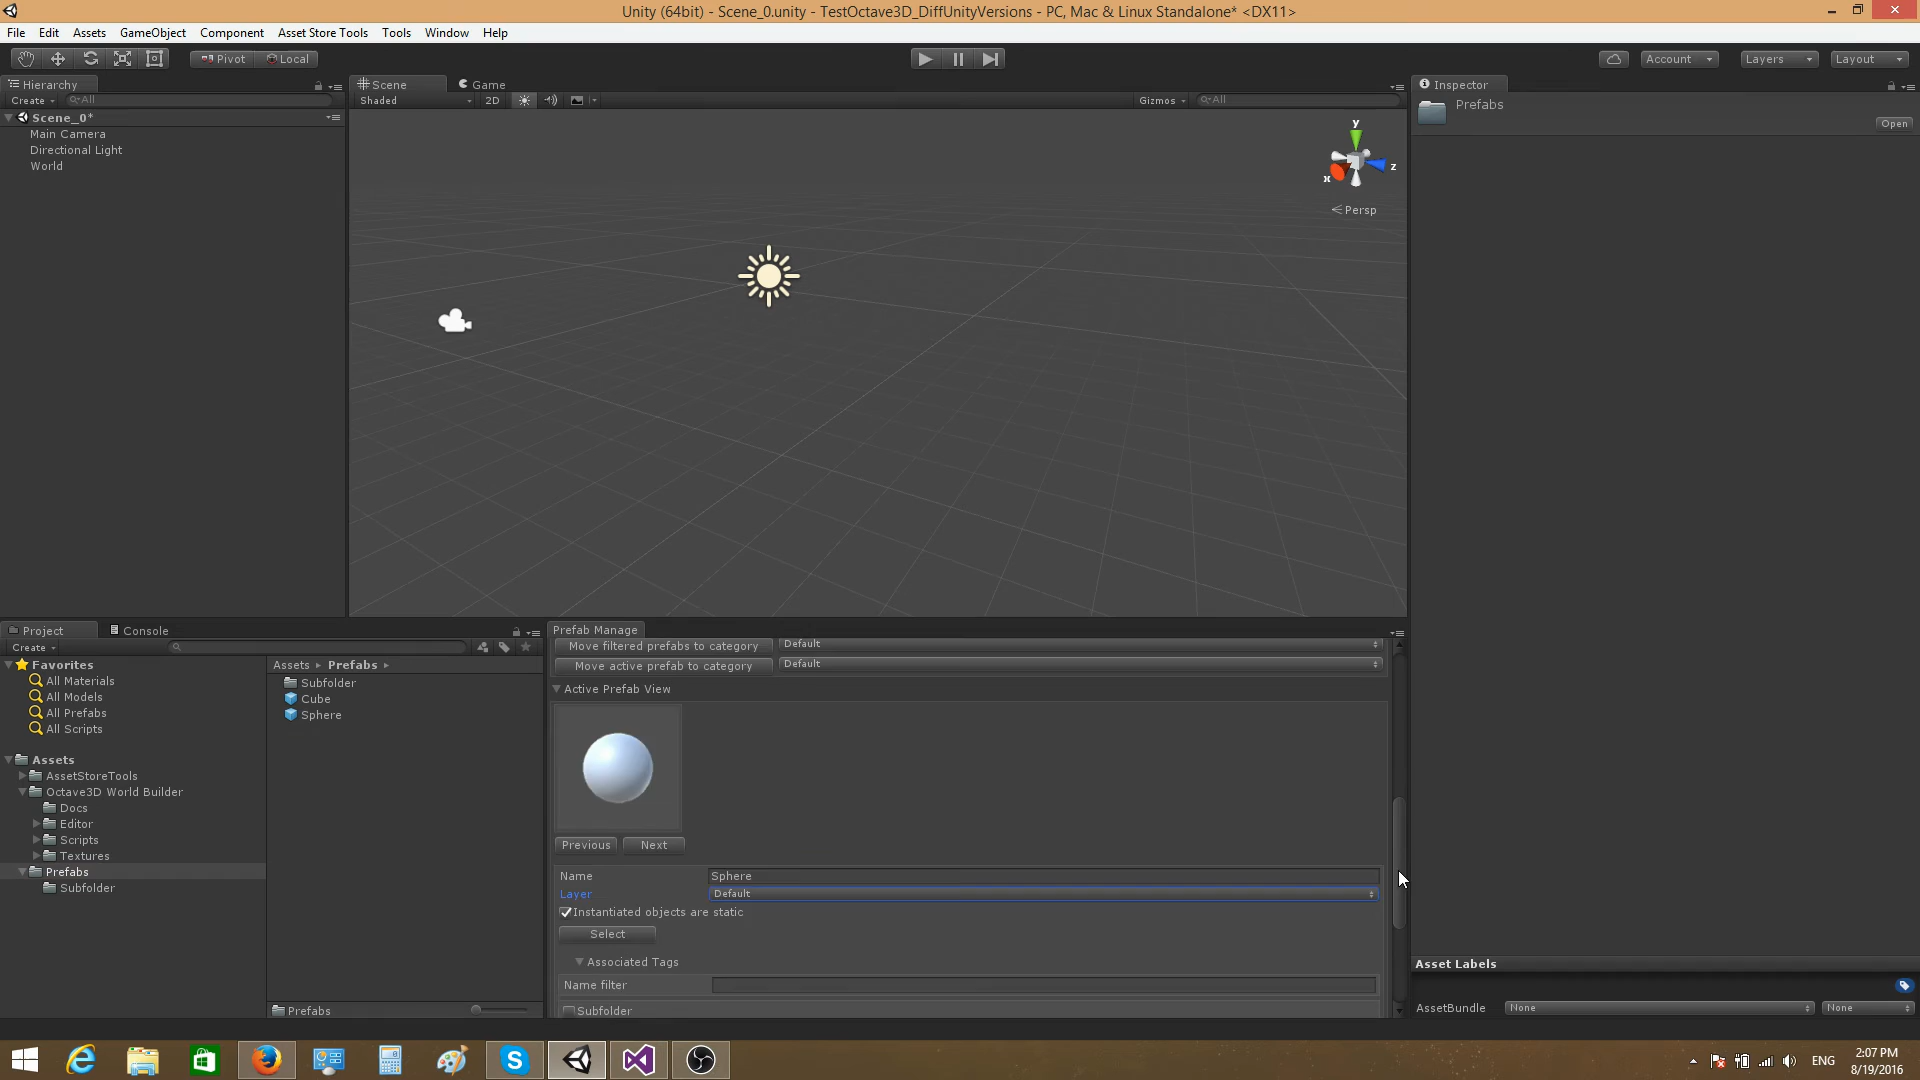 Unity (64bit) - Scene_0.unity - TestOctave3D_DiffUnityVersions - PC, Mac & Linux Standalone* <DX11>
File Edit Assets GameObject Component Asset Store Tools Tools Window Help
Pivot Local Account Layers Layout
Hierarchy
Create All
Scene_0*
Main Camera
Directional Light
World
Scene Game
Shaded 2D Gizmos All
y
z
x
Persp
Inspector
Prefabs
Open
Project Console
Create
Favorites
All Materials
All Models
All Prefabs
All Scripts
Assets
AssetStoreTools
Octave3D World Builder
Docs
Editor
Scripts
Textures
Prefabs
Subfolder
Assets Prefabs
Subfolder
Cube
Sphere
Prefabs
Prefab Manage
Move filtered prefabs to category Default
Move active prefab to category Default
Active Prefab View
Previous Next
Name Sphere
Layer Default
Instantiated objects are static
Select
Associated Tags
Name filter
Subfolder
Asset Labels
AssetBundle None None
ENG
2:07 PM
8/19/2016